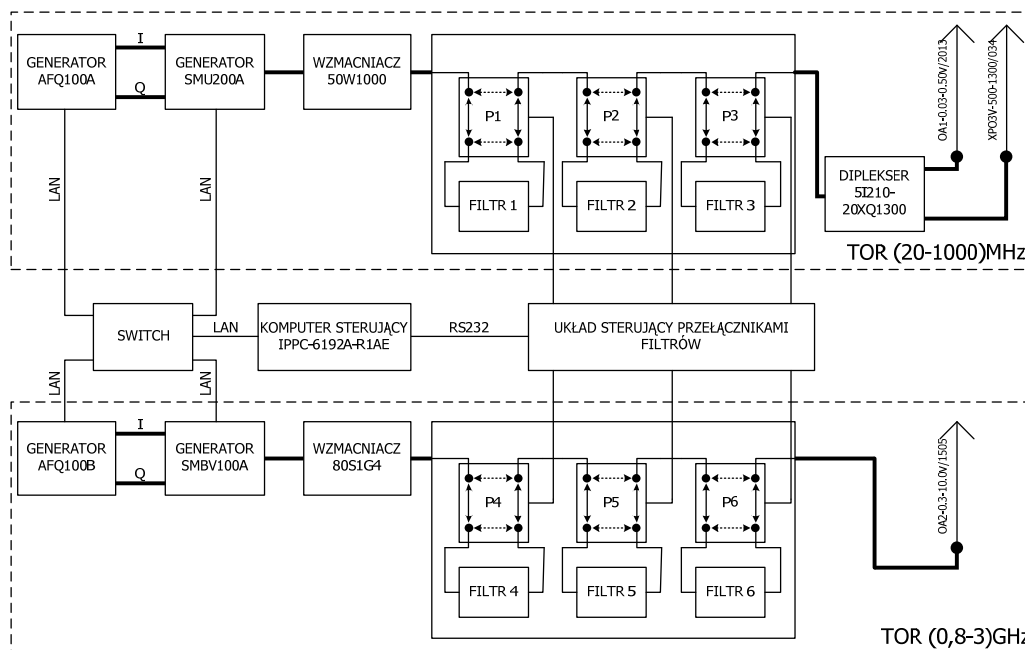 I
GENERATOR
AFQ100A
Q
GENERATOR
SMU200A
WZMACNIACZ
50W1000
P1
P2
P3
FILTR 1
FILTR 2
FILTR 3
OA1-0.03-0.50V/2013
XPO3V-500-1300/034
DIPLEKSER
5I210-
20XQ1300
LAN
LAN
TOR (20-1000)MHz
SWITCH
LAN
KOMPUTER STERUJĄCY
IPPC-6192A-R1AE
RS232
UKŁAD STERUJĄCY PRZEŁĄCZNIKAMI
FILTRÓW
LAN
LAN
I
GENERATOR
AFQ100B
Q
GENERATOR
SMBV100A
WZMACNIACZ
80S1G4
P4
P5
P6
FILTR 4
FILTR 5
FILTR 6
OA2-0.3-10.0V/1505
TOR (0,8-3)GHz